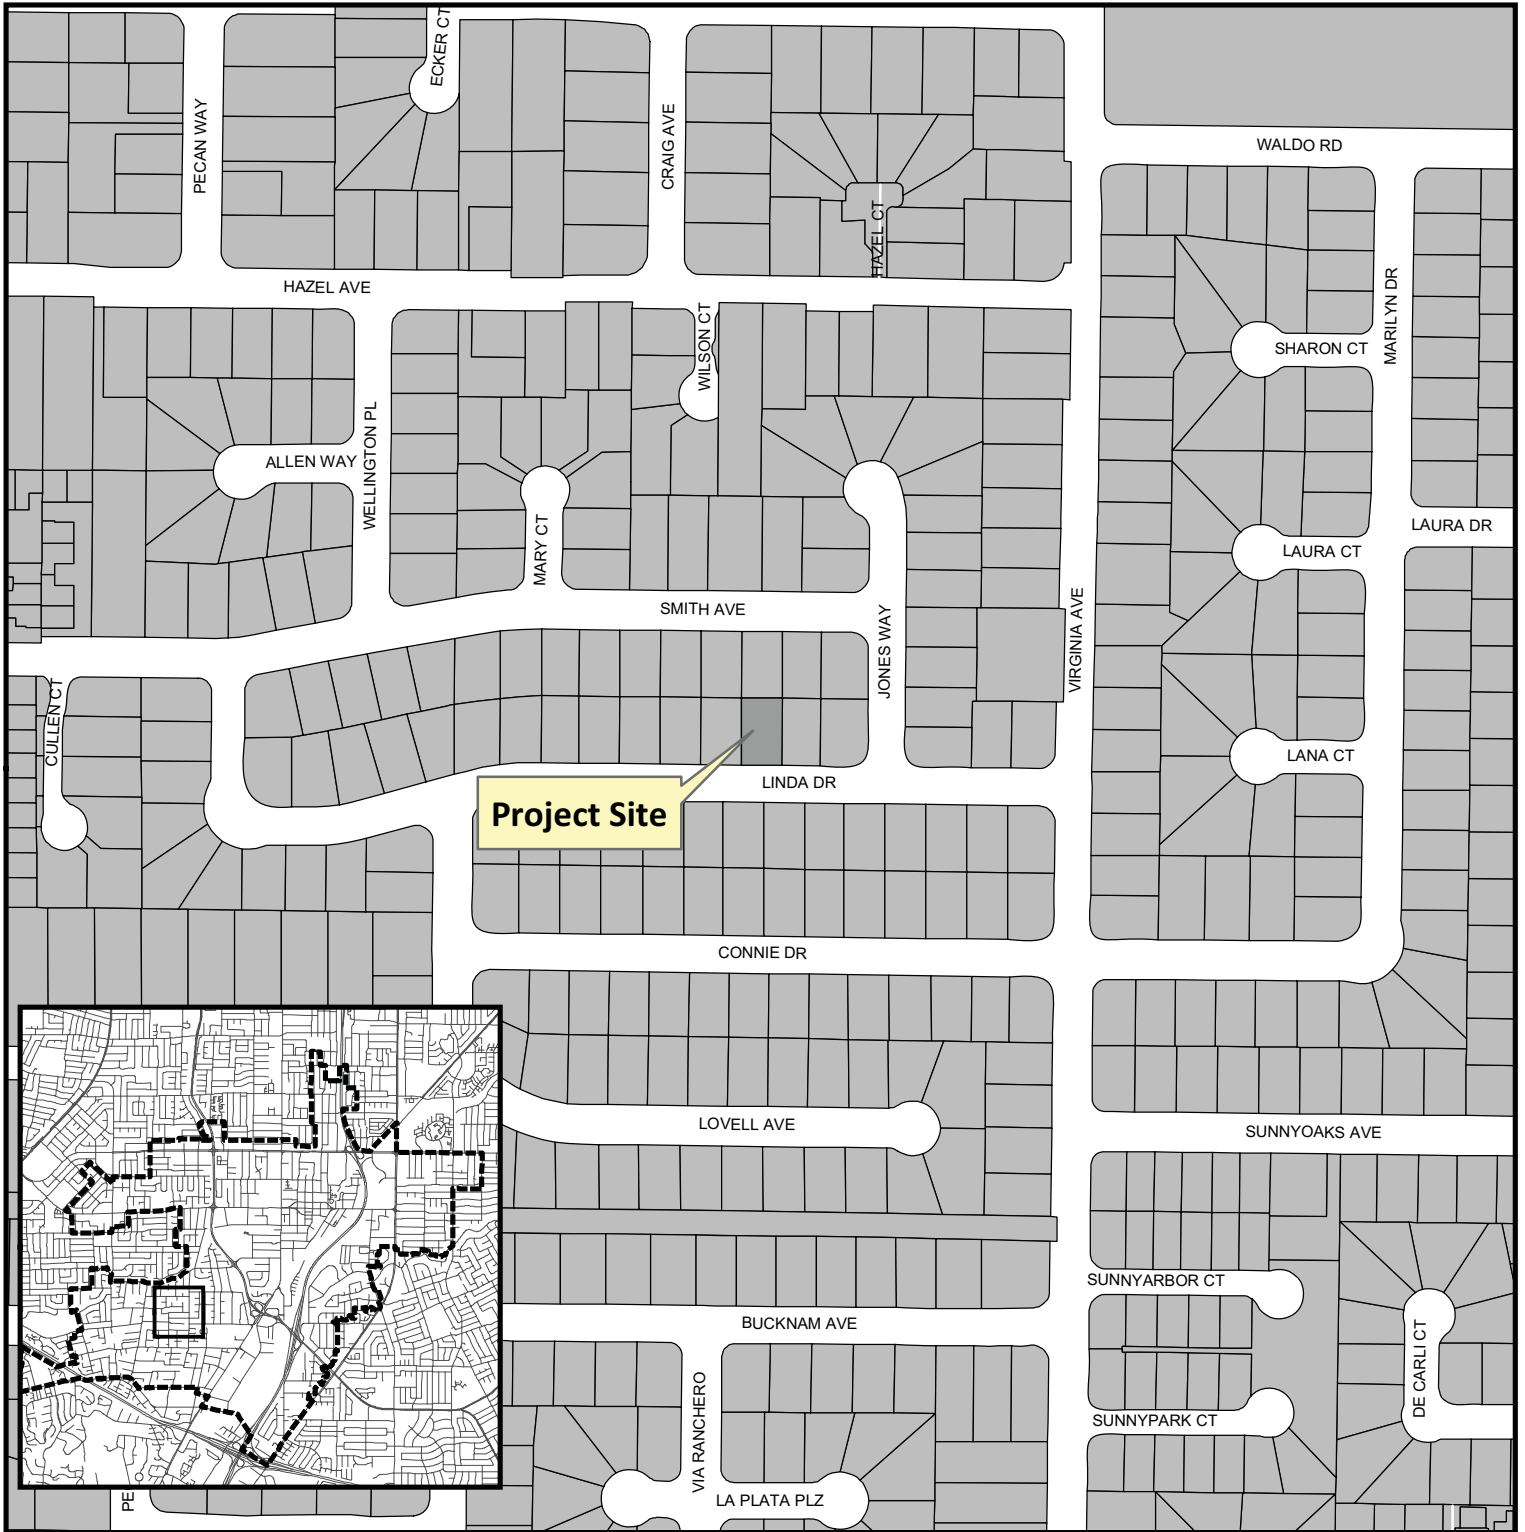 ECKER CT
PECAN WAY
CRAIG AVE
WALDO RD
HAZEL CT
HAZEL AVE
MARILYN DR
WILSON CT
SHARON CT
WELLINGTON PL
ALLEN WAY
MARY CT
LAURA DR
LAURA CT
SMITH AVE
JONES WAY
VIRGINIA AVE
CULLEN CT
LANA CT
LINDA DR
Project Site
CONNIE DR
LOVELL AVE
SUNNYOAKS AVE
SUNNYARBOR CT
BUCKNAM AVE
DE CARLI CT
VIA RANCHERO
SUNNYPARK CT
LA PLATA PLZ
PE